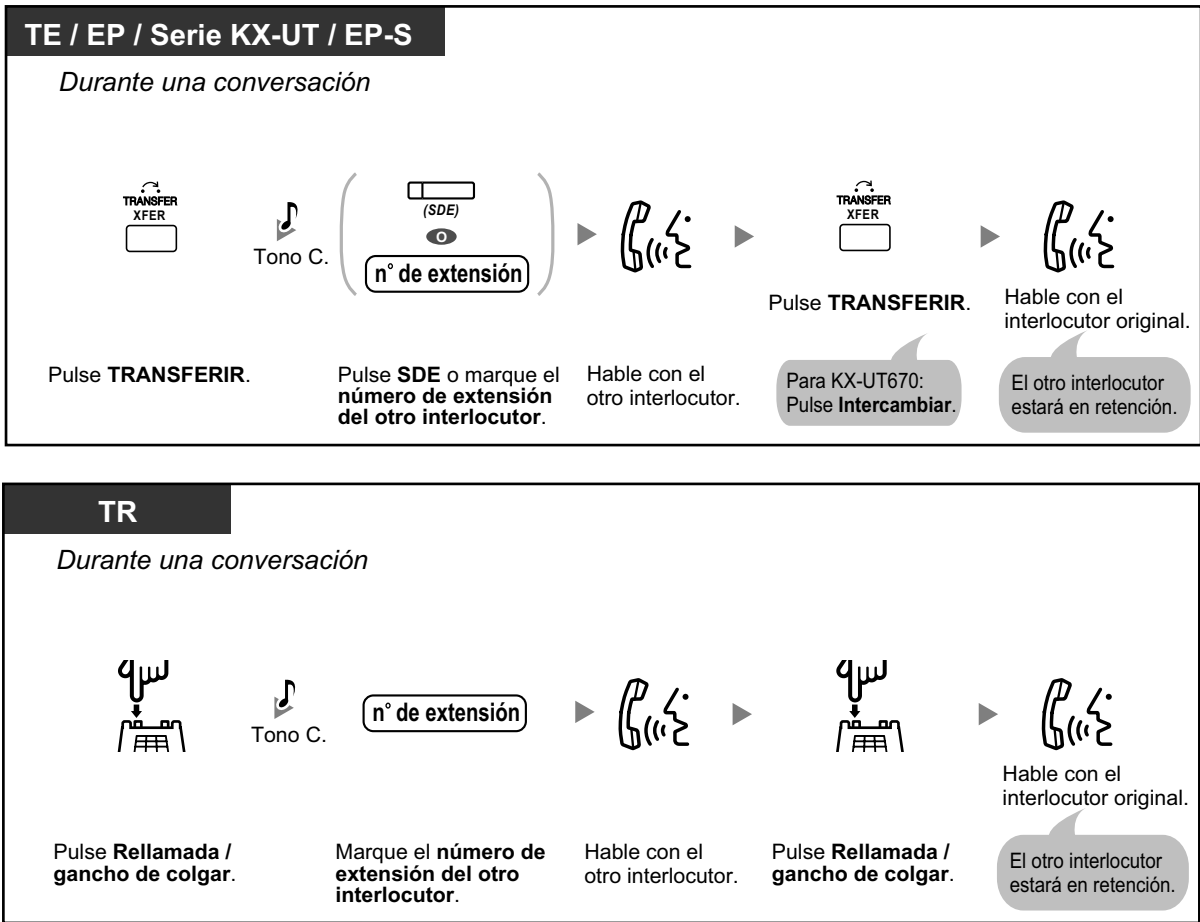 TE / EP / Serie KX-UT / EP-S
Durante una conversación
TRANSFER
XFER
Tono C.
(SDE)
O
n° de extensión
TRANSFER
XFER
Pulse TRANSFERIR.
Pulse SDE o marque el
número de extensión
del otro interlocutor.
Hable con el
otro interlocutor.
Pulse TRANSFERIR.
Para KX-UT670:
Pulse Intercambiar.
Hable con el
interlocutor original.
El otro interlocutor
estará en retención.
TR
Durante una conversación
Tono C.
n° de extensión
Pulse Rellamada /
gancho de colgar.
Marque el número de
extensión del otro
interlocutor.
Hable con el
otro interlocutor.
Pulse Rellamada /
gancho de colgar.
Hable con el
interlocutor original.
El otro interlocutor
estará en retención.